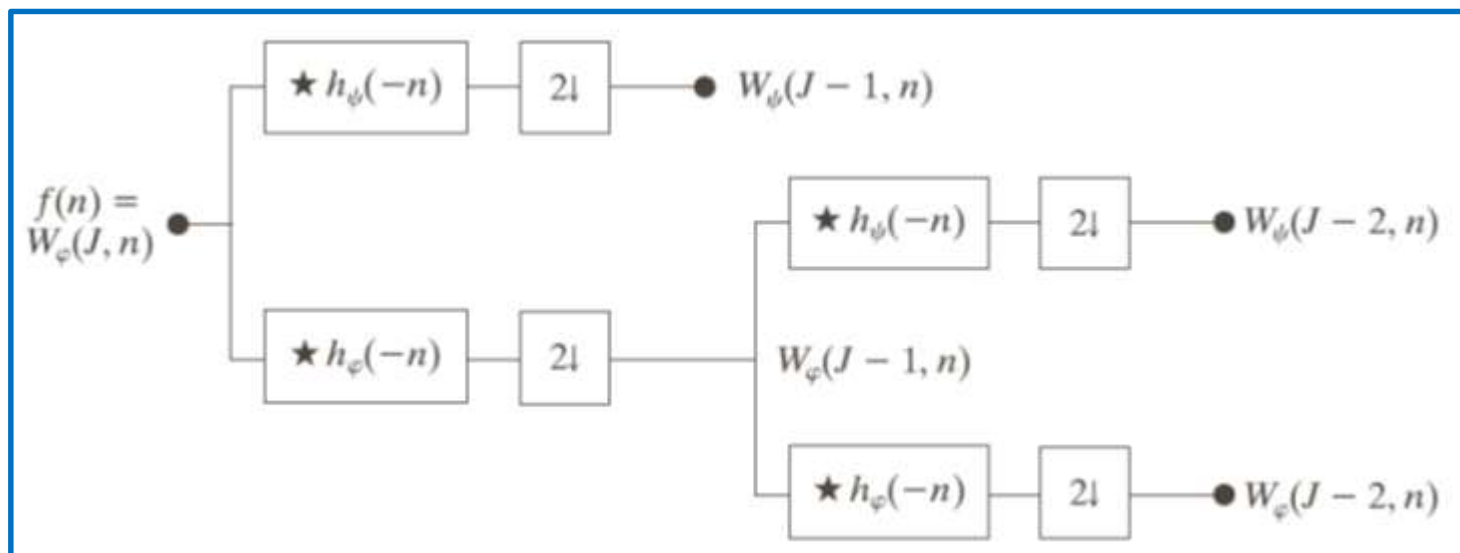 ★ h_ψ(−n)
2↓
W_ψ(J − 1, n)
f(n) =
W_φ(J, n)
★ h_ψ(−n)
2↓
W_ψ(J − 2, n)
★ h_φ(−n)
2↓
W_φ(J − 1, n)
★ h_φ(−n)
2↓
W_φ(J − 2, n)